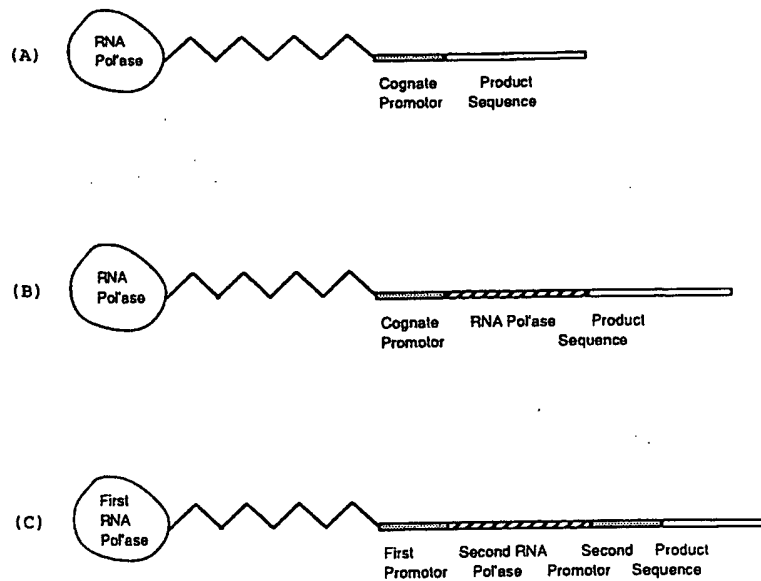 (A)
RNA
Pol'ase
Cognate Product
Promotor Sequence
(B)
RNA
Pol'ase
Cognate RNA Pol'ase Product
Promotor Sequence
(C)
First
RNA
Pol'ase
First Second RNA Second Product
Promotor Pol'ase Promotor Sequence